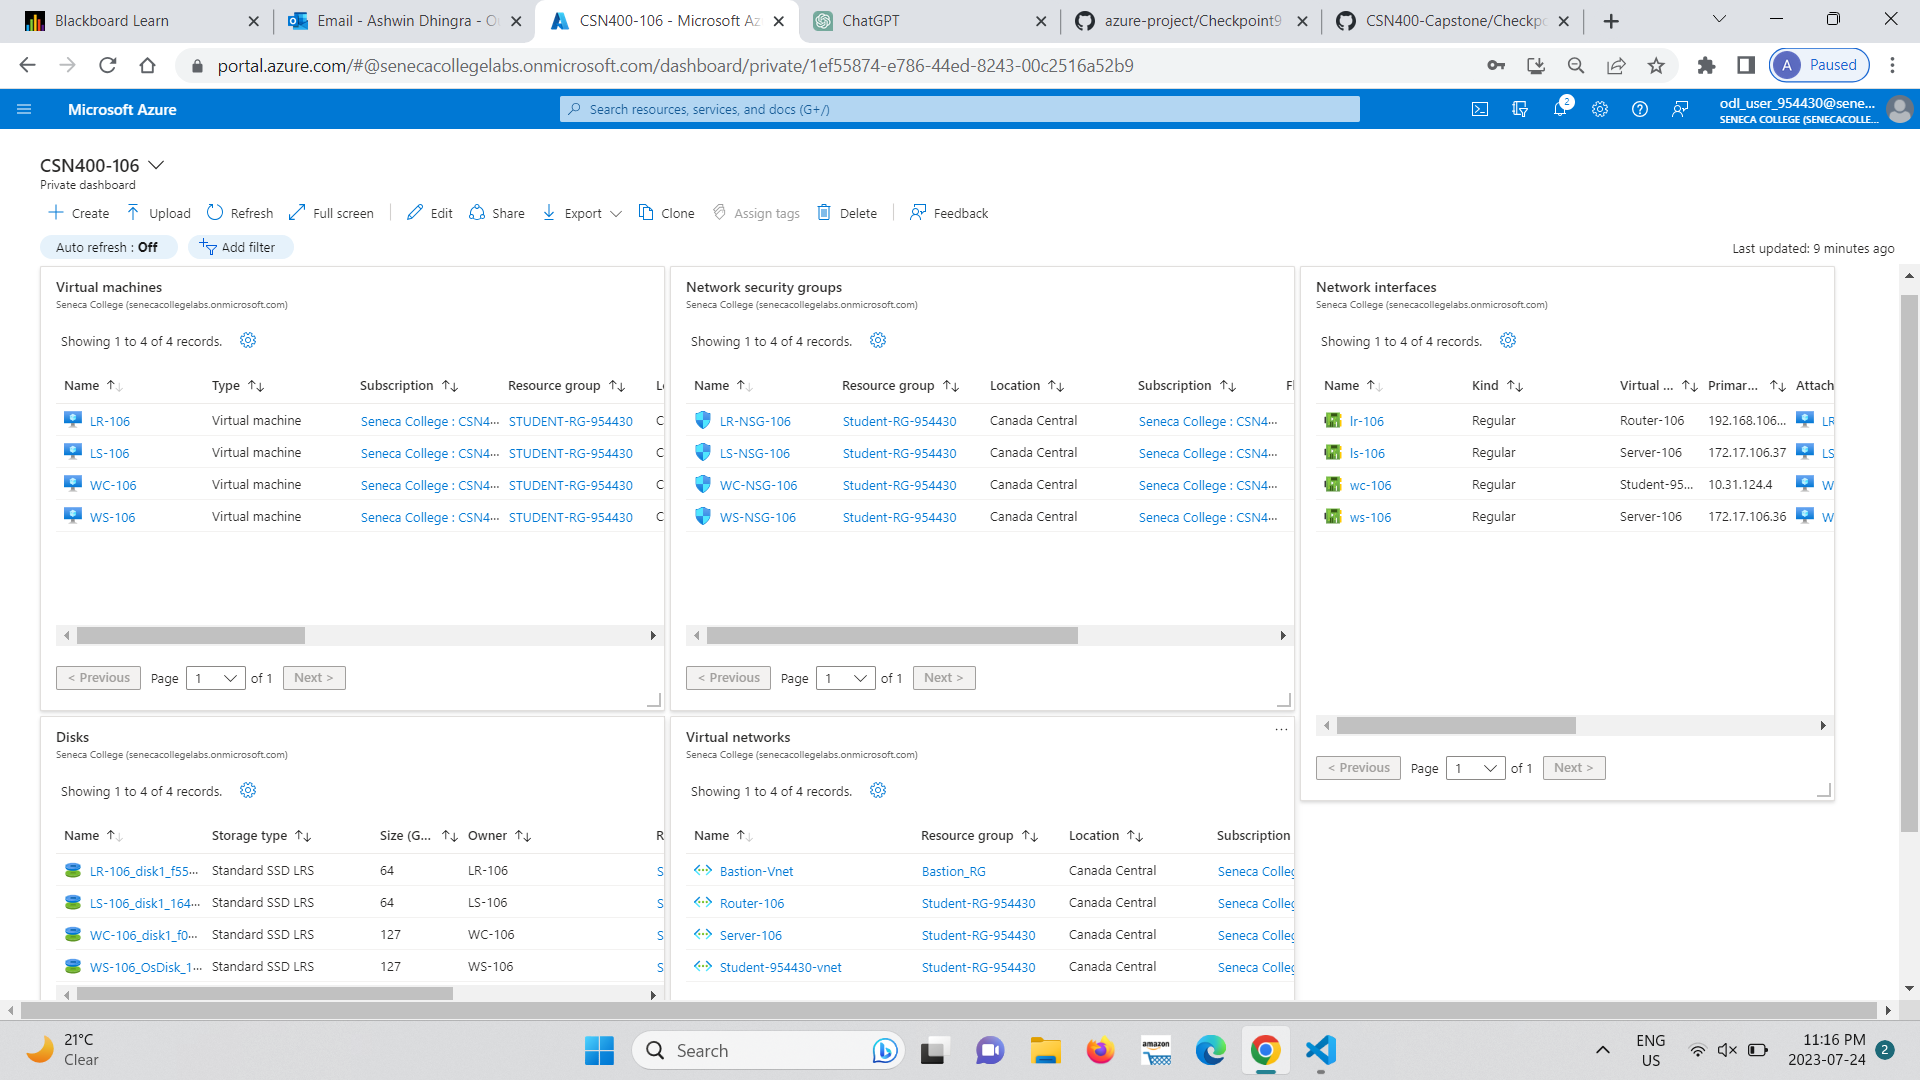 Blackboard Learn
Email - Ashwin Dhingra - O
CSN400-106 - Microsoft Az
ChatGPT
azure-project/Checkpoint9
CSN400-Capstone/Checkpo
portal.azure.com/#@senecacollegelabs.onmicrosoft.com/dashboard/private/1ef55874-e786-44ed-8243-00c2516a52b9
A Paused
Microsoft Azure
Search resources, services, and docs (G+/)
2
odl_user_954430@sene...
SENECA COLLEGE (SENECACOLLE...
CSN400-106
Private dashboard
Create Upload Refresh Full screen Edit Share Export Clone Assign tags Delete Feedback
Auto refresh : Off Add filter
Last updated: 9 minutes ago
Virtual machines
Seneca College (senecacollegelabs.onmicrosoft.com)
Showing 1 to 4 of 4 records.
Name Type Subscription Resource group L
LR-106 Virtual machine Seneca College : CSN4... STUDENT-RG-954430 C
LS-106 Virtual machine Seneca College : CSN4... STUDENT-RG-954430 C
WC-106 Virtual machine Seneca College : CSN4... STUDENT-RG-954430 C
WS-106 Virtual machine Seneca College : CSN4... STUDENT-RG-954430 C
< Previous Page 1 of 1 Next >
Network security groups
Seneca College (senecacollegelabs.onmicrosoft.com)
Showing 1 to 4 of 4 records.
Name Resource group Location Subscription Fl
LR-NSG-106 Student-RG-954430 Canada Central Seneca College : CSN4...
LS-NSG-106 Student-RG-954430 Canada Central Seneca College : CSN4...
WC-NSG-106 Student-RG-954430 Canada Central Seneca College : CSN4...
WS-NSG-106 Student-RG-954430 Canada Central Seneca College : CSN4...
< Previous Page 1 of 1 Next >
Network interfaces
Seneca College (senecacollegelabs.onmicrosoft.com)
Showing 1 to 4 of 4 records.
Name Kind Virtual ... Primar... Attach
lr-106 Regular Router-106 192.168.106... LR
ls-106 Regular Server-106 172.17.106.37 LS
wc-106 Regular Student-95... 10.31.124.4 W
ws-106 Regular Server-106 172.17.106.36 W
< Previous Page 1 of 1 Next >
Disks
Seneca College (senecacollegelabs.onmicrosoft.com)
Showing 1 to 4 of 4 records.
Name Storage type Size (G... Owner R
LR-106_disk1_f55... Standard SSD LRS 64 LR-106 S
LS-106_disk1_164... Standard SSD LRS 64 LS-106 S
WC-106_disk1_f0... Standard SSD LRS 127 WC-106 S
WS-106_OsDisk_1... Standard SSD LRS 127 WS-106 S
Virtual networks
Seneca College (senecacollegelabs.onmicrosoft.com)
Showing 1 to 4 of 4 records.
Name Resource group Location Subscription
Bastion-Vnet Bastion_RG Canada Central Seneca Colleg
Router-106 Student-RG-954430 Canada Central Seneca Colleg
Server-106 Student-RG-954430 Canada Central Seneca Colleg
Student-954430-vnet Student-RG-954430 Canada Central Seneca Colleg
21°C
Clear
Search
amazon
ENG
US
11:16 PM
2023-07-24
2